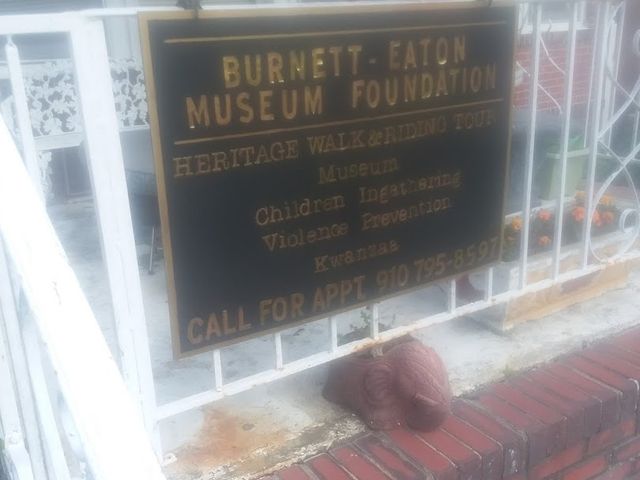 BURNETT - EATON
MUSEUM FOUNDATION
HERITAGE WALK & RIDING TOUR
Museum
Children Ingathering
Violence Prevention
Kwanzaa
CALL FOR APPT. 910 795-8597